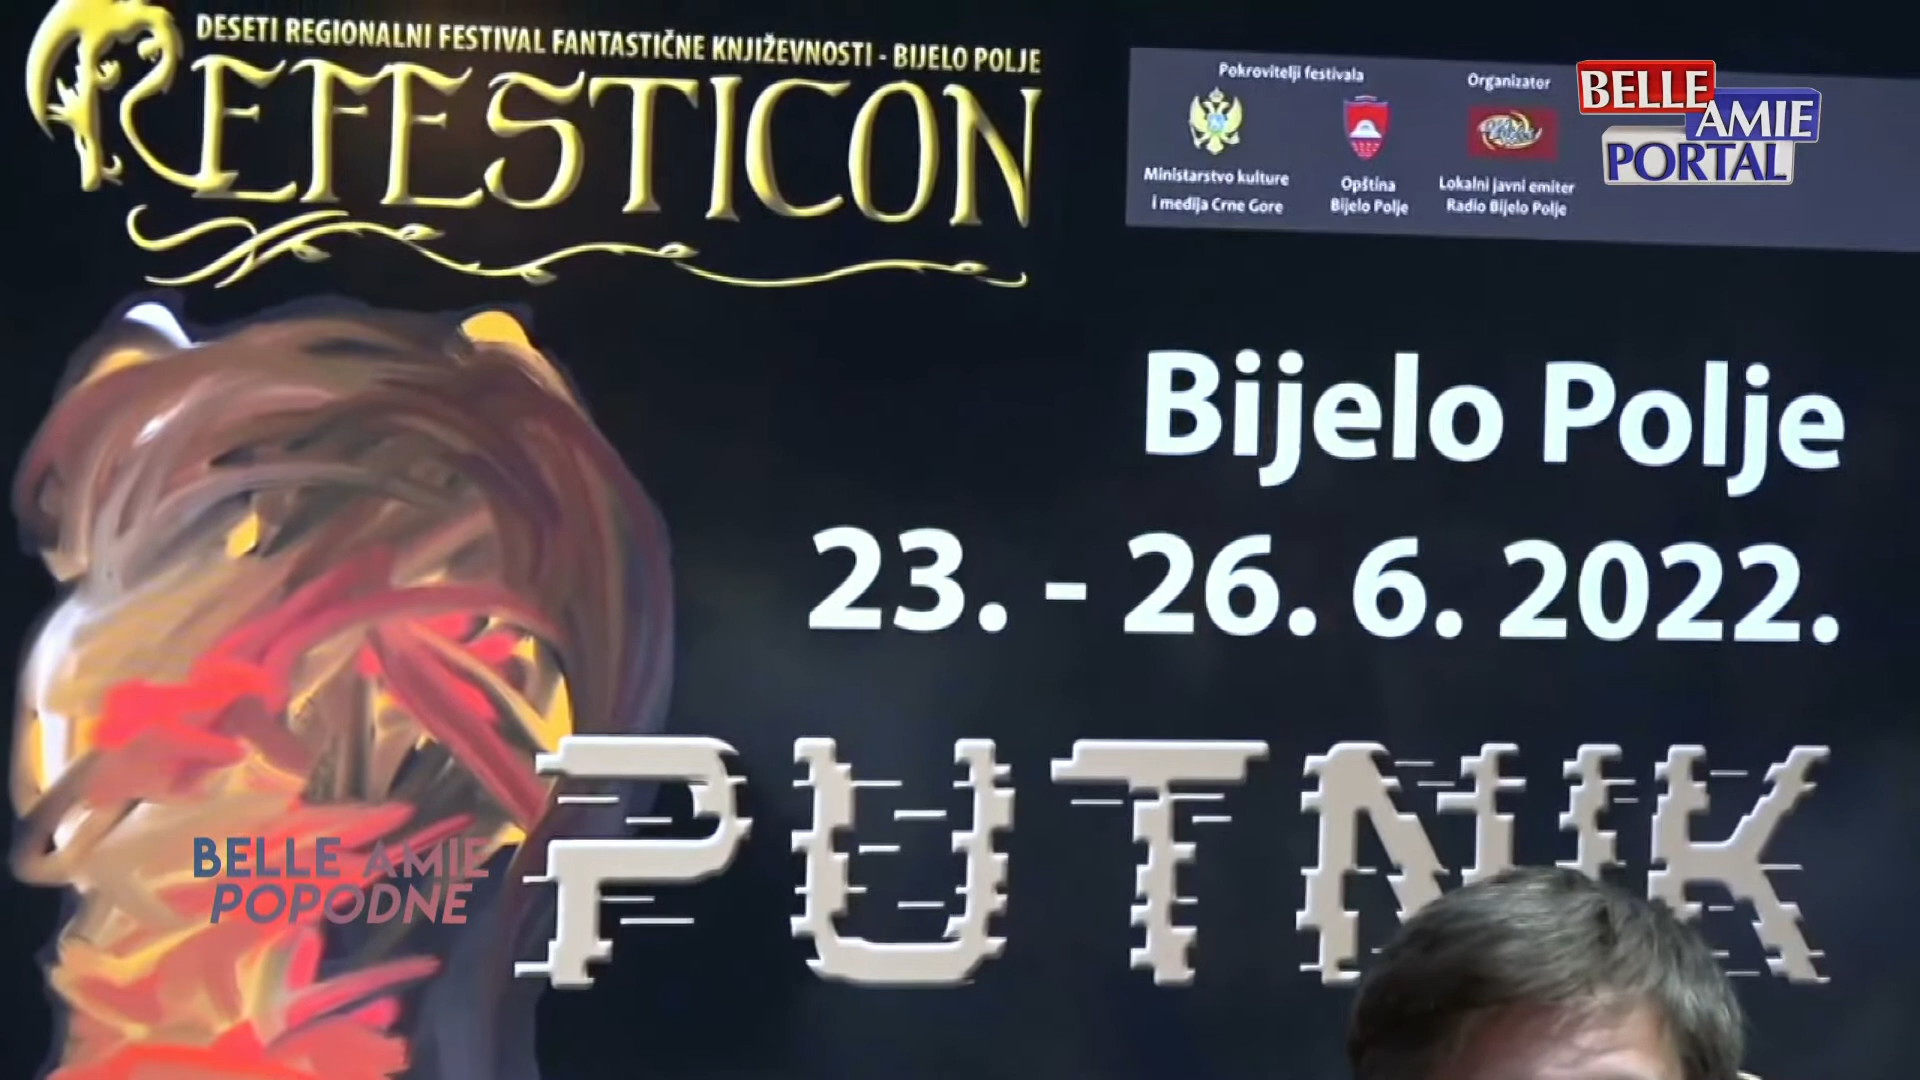 DESETI REGIONALNI FESTIVAL FANTASTIČNE KNJIŽEVNOSTI - BIJELO POLJE
REFESTICON
Pokrovitelji festivala
Organizator
Ministarstvo kulture
i medija Crne Gore
Opština
Bijelo Polje
Lokalni javni emiter
Radio Bijelo Polje
BELLE
AMIE
PORTAL
Bijelo Polje
23. - 26. 6. 2022.
PUTNIK
BELLE AMIE
POPODNE